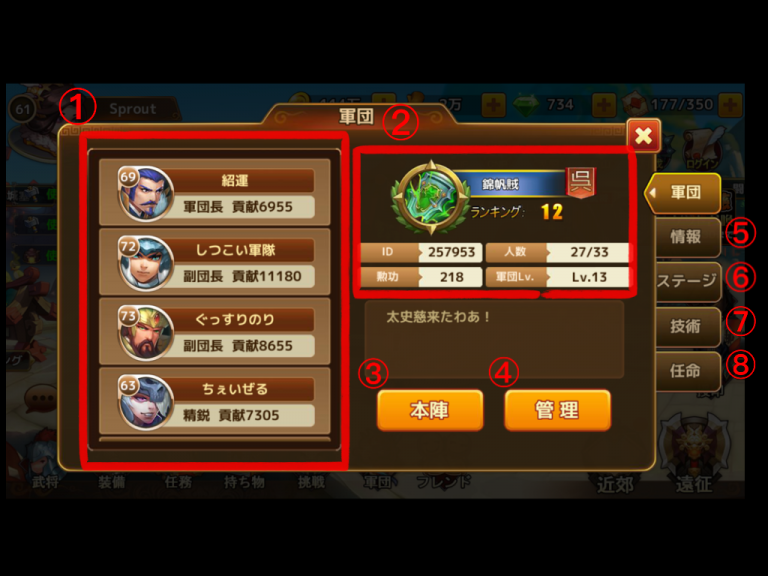 61
①
Sprout
734
177/350
軍団
②
ログイン
69
紹運
軍団長 貢献6955
72
しつこい軍隊
副団長 貢献11180
73
ぐっすりのり
副団長 貢献8655
63
ちぇいぜる
精鋭 貢献7305
錦帆賊
呉
ランキング: 12
ID 257953 人数 27/33
勲功 218 軍団Lv. Lv.13
太史慈来たわあ！
③
④
本陣
管理
軍団
情報
⑤
ステージ
⑥
技術
⑦
任命
⑧
武将
装備
任務
持ち物
挑戦
軍団
フレンド
近郊
遠征